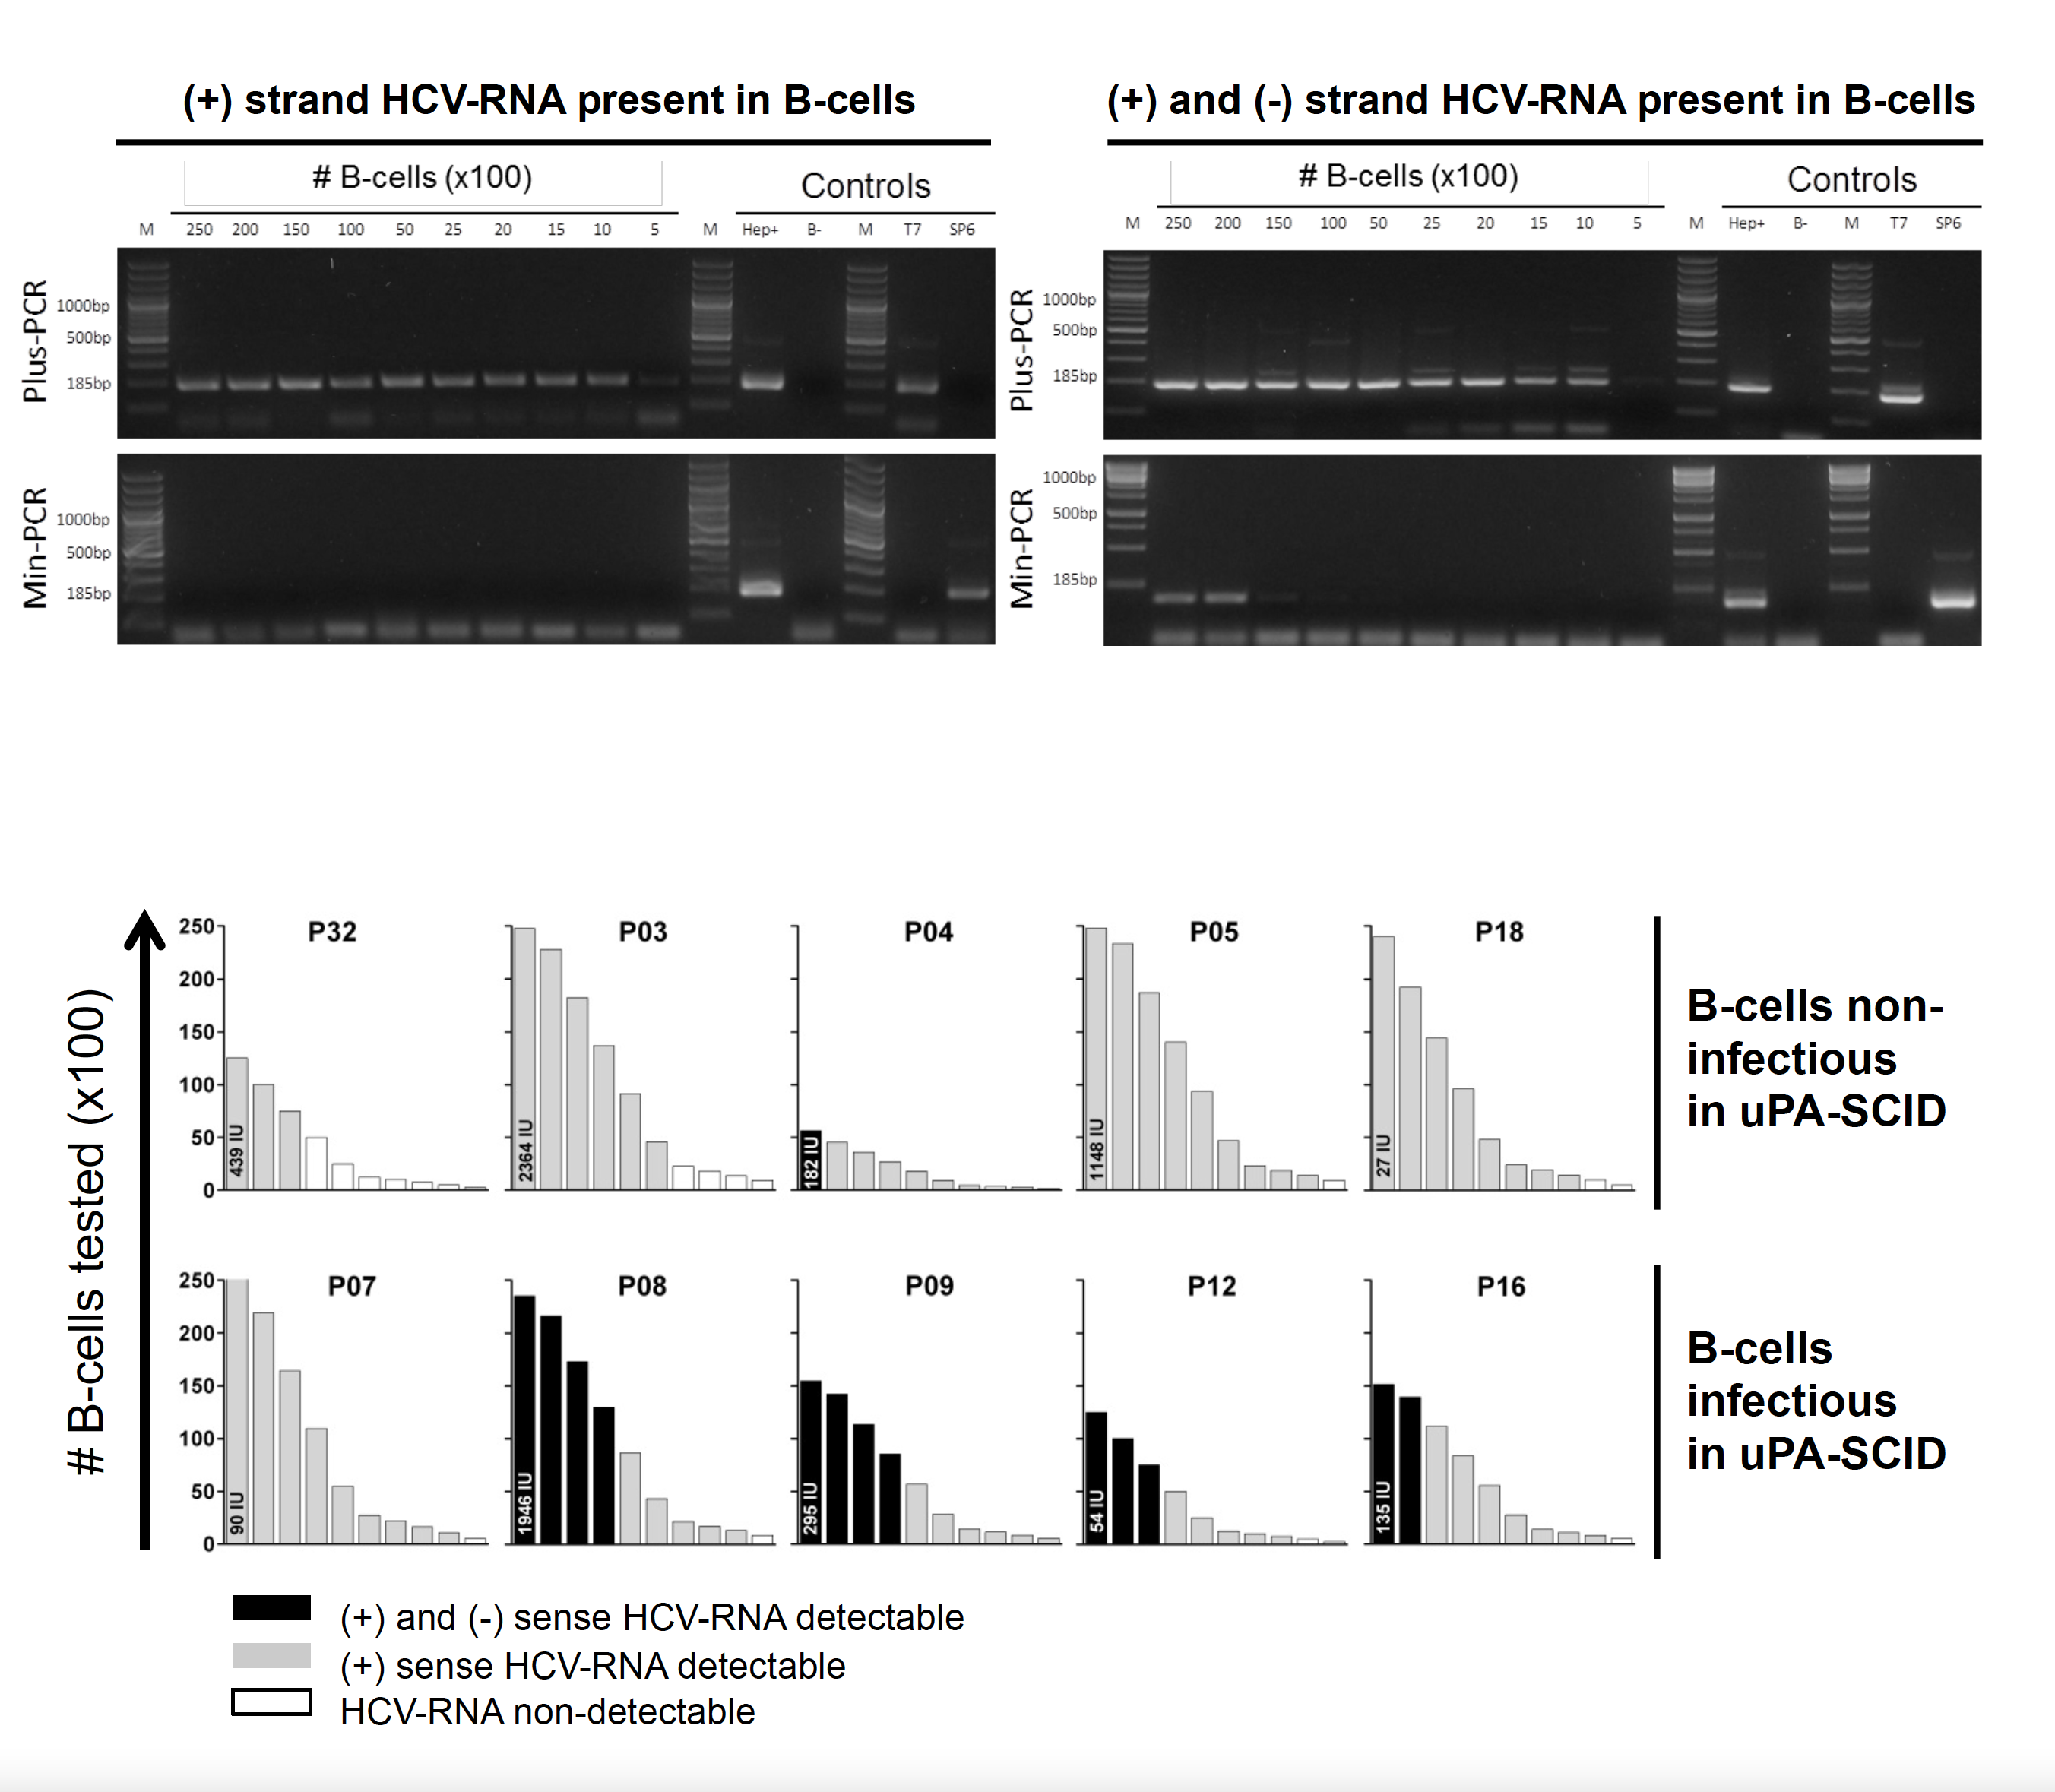 (+) strand HCV-RNA present in B-cells
# B-cells (x100)
Controls
M 250 200 150 100 50 25 20 15 10 5 M Hep+ B- M T7 SP6
Plus-PCR
1000bp
500bp
185bp
Min-PCR
1000bp
500bp
185bp
(+) and (-) strand HCV-RNA present in B-cells
# B-cells (x100)
Controls
M 250 200 150 100 50 25 20 15 10 5 M Hep+ B- M T7 SP6
Plus-PCR
1000bp
500bp
185bp
Min-PCR
1000bp
500bp
185bp
# B-cells tested (x100)
250
200
150
100
50
0
P32
439 IU
P03
2364 IU
P04
182 IU
P05
1148 IU
P18
27 IU
B-cells non-
infectious
in uPA-SCID
250
200
150
100
50
0
P07
90 IU
P08
1946 IU
P09
295 IU
P12
54 IU
P16
135 IU
B-cells
infectious
in uPA-SCID
(+) and (-) sense HCV-RNA detectable
(+) sense HCV-RNA detectable
HCV-RNA non-detectable